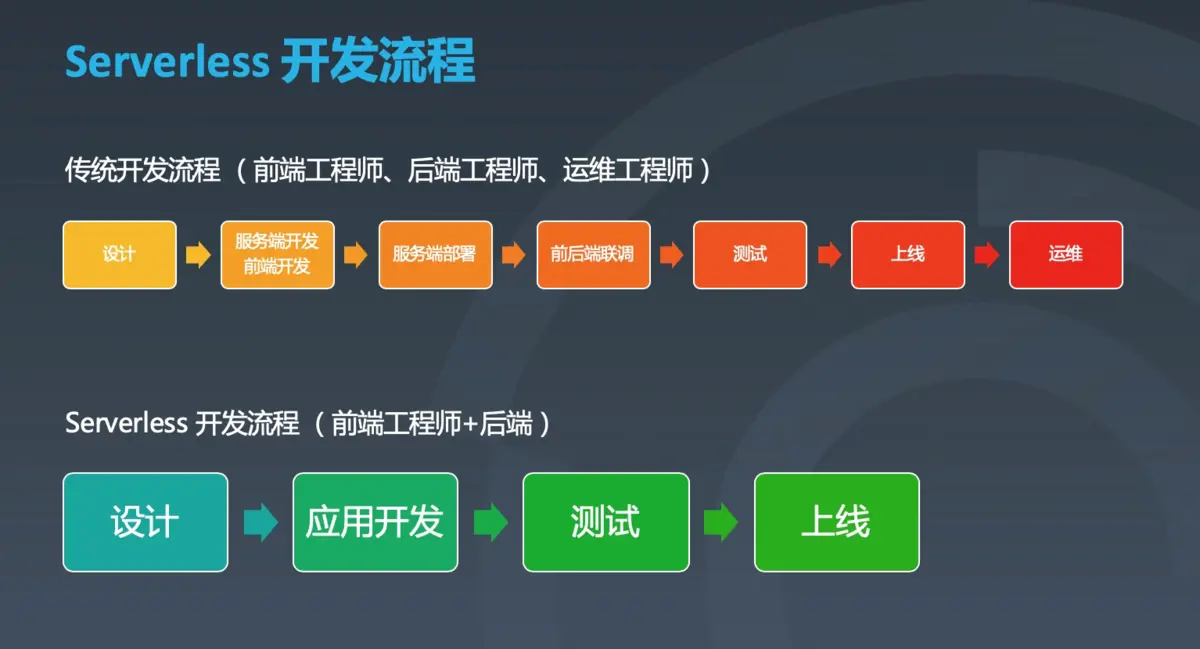 Serverless 开发流程
传统开发流程（前端工程师、后端工程师、运维工程师）
设计
服务端开发
前端开发
服务端部署
前后端联调
测试
上线
运维
Serverless 开发流程（前端工程师+后端）
设计
应用开发
测试
上线